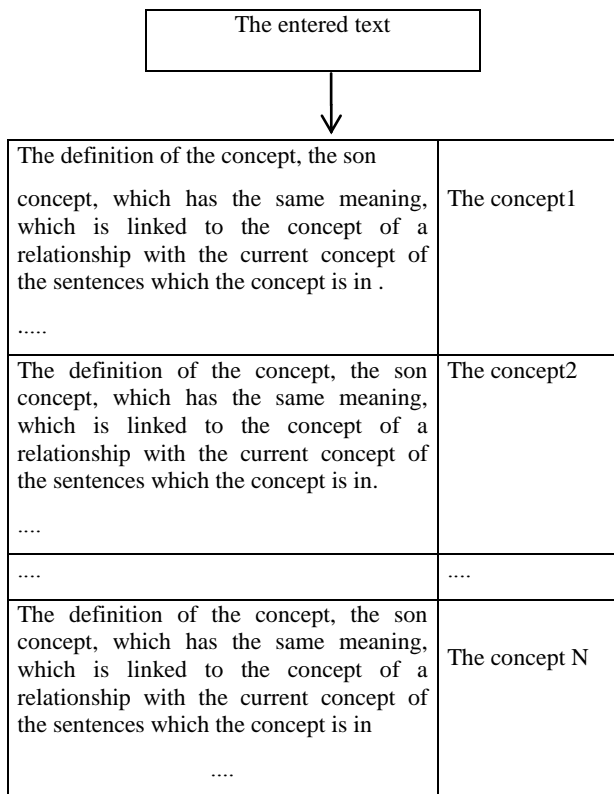 The entered text
The definition of the concept, the son
concept, which has the same meaning,
which is linked to the concept of a
relationship with the current concept of
the sentences which the concept is in .
.....
The concept1
The definition of the concept, the son
concept, which has the same meaning,
which is linked to the concept of a
relationship with the current concept of
the sentences which the concept is in.
....
The concept2
....
....
The definition of the concept, the son
concept, which has the same meaning,
which is linked to the concept of a
relationship with the current concept of
the sentences which the concept is in
....
The concept N